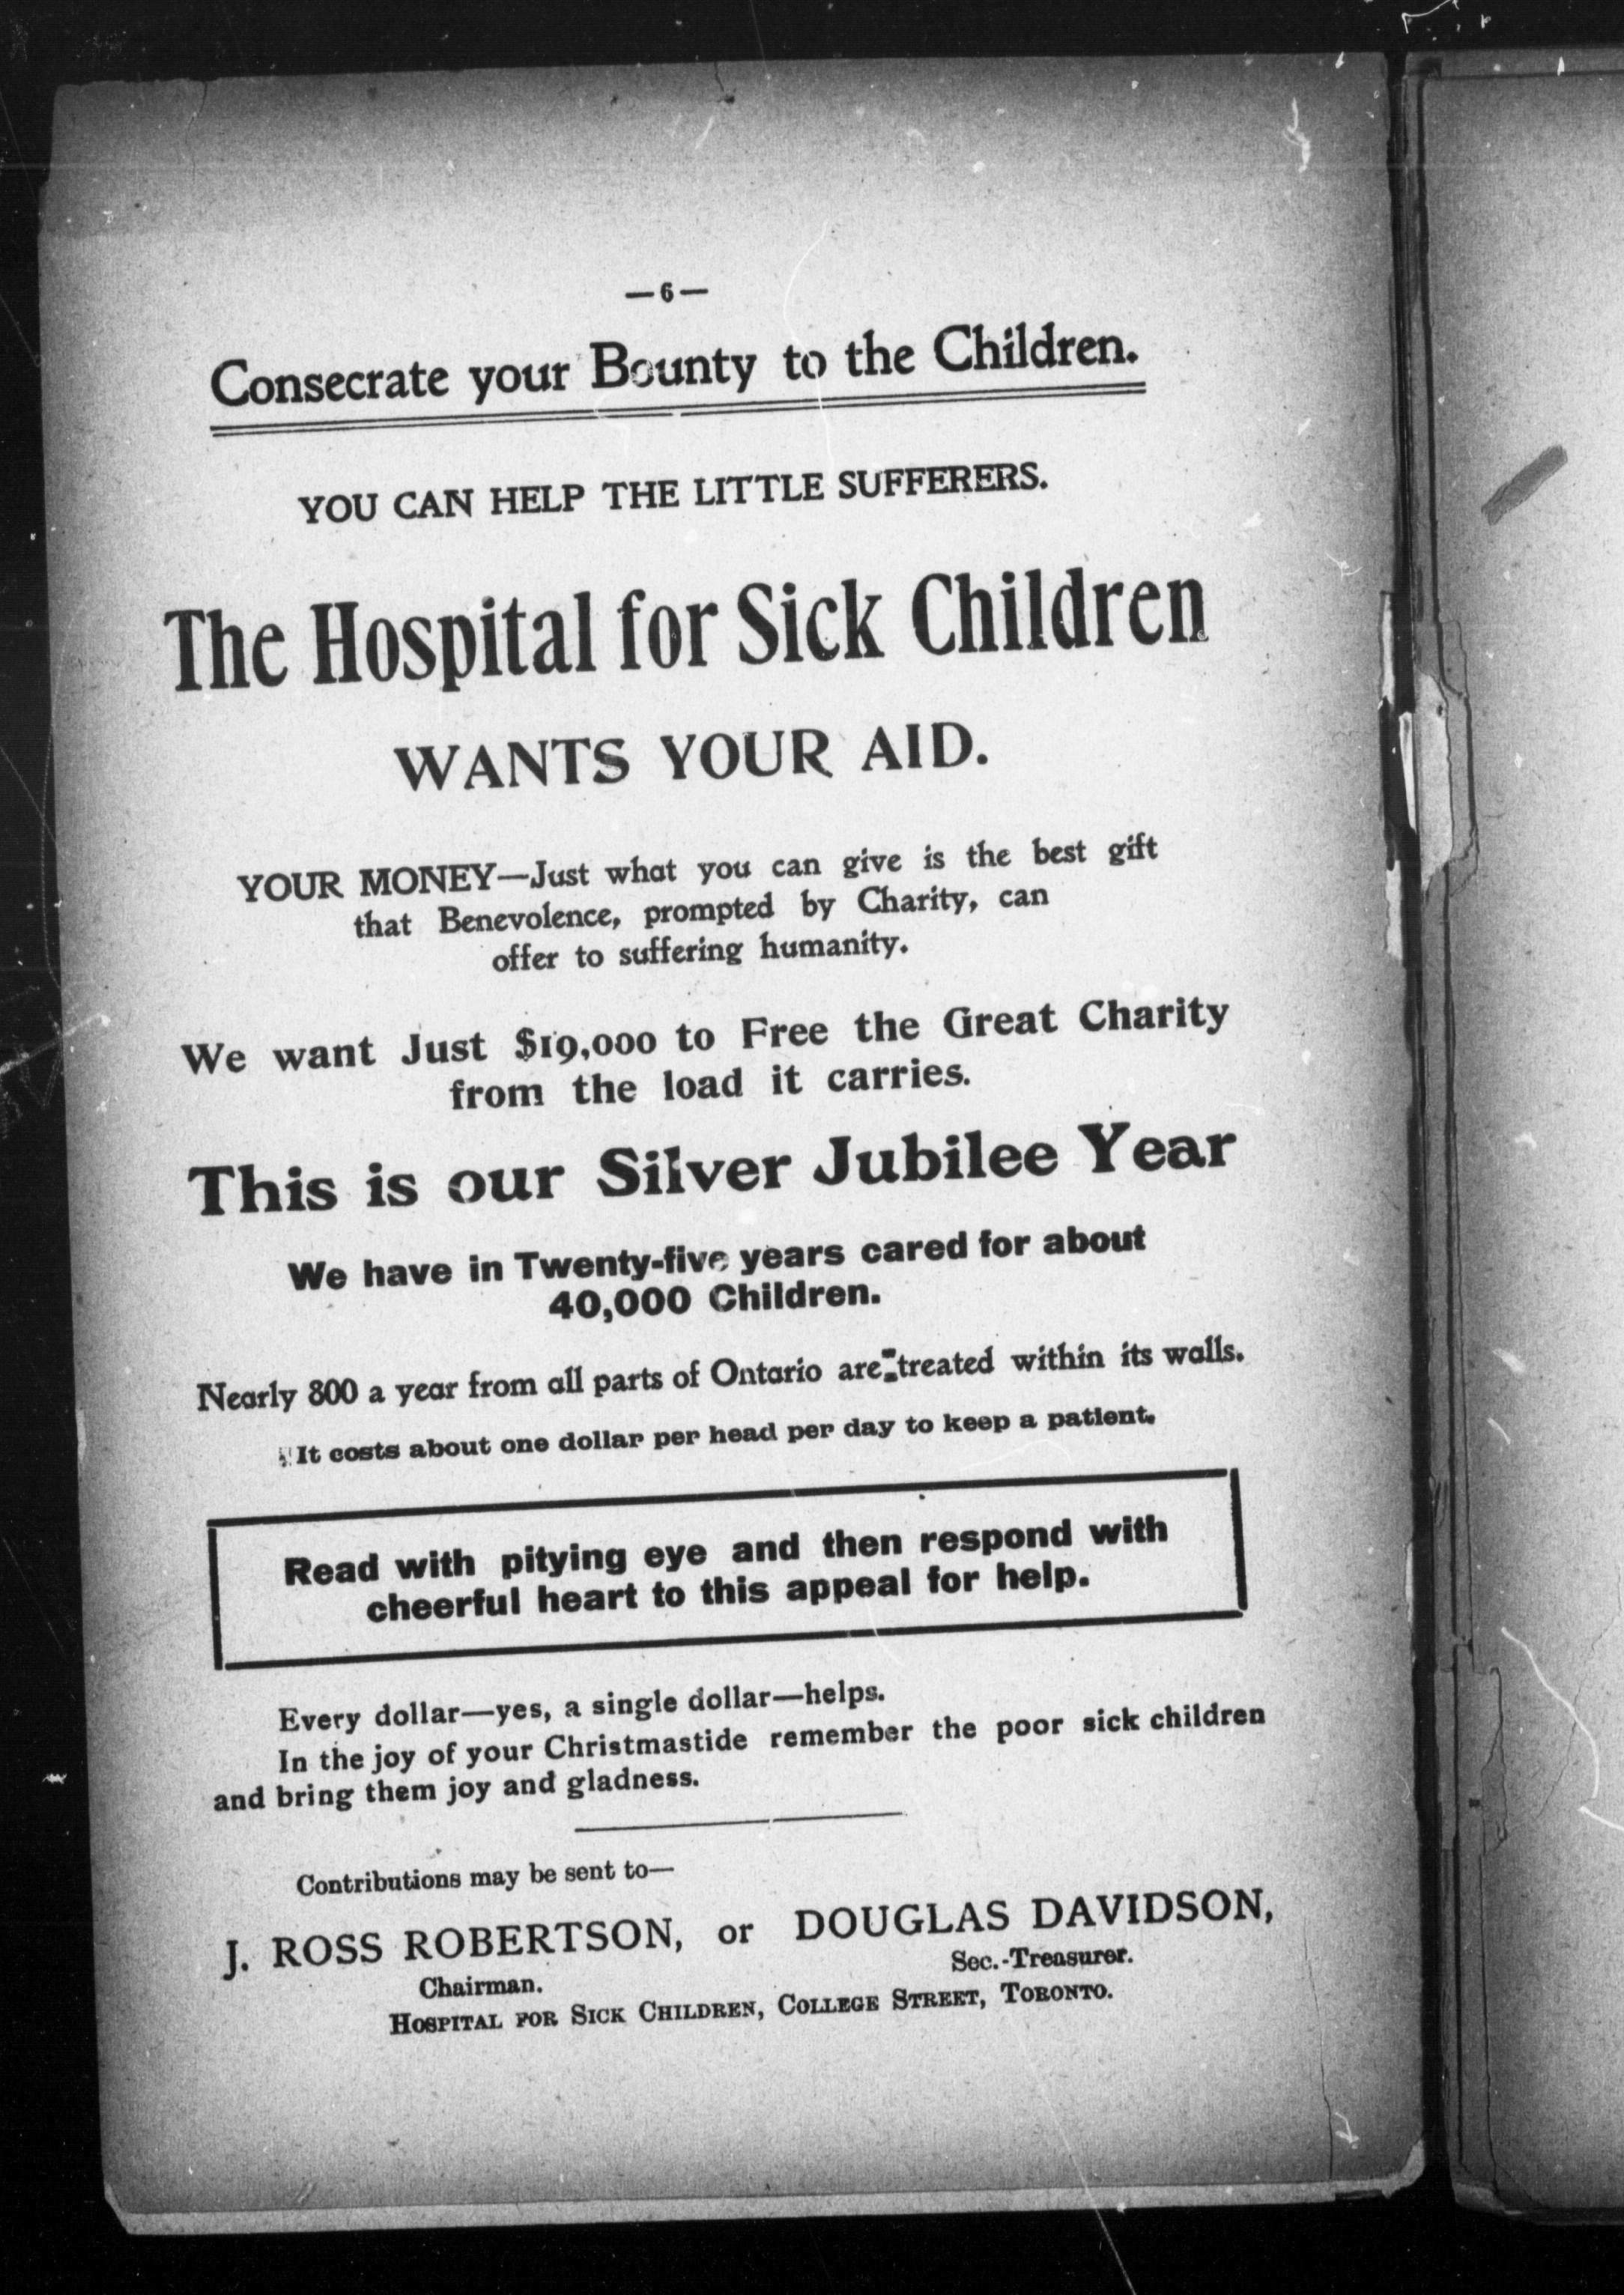 —6—
Consecrate your Bounty to the Children.
YOU CAN HELP THE LITTLE SUFFERERS.
The Hospital for Sick Children
WANTS YOUR AID.
YOUR MONEY—Just what you can give is the best gift
that Benevolence, prompted by Charity, can
offer to suffering humanity.
We want Just $19,000 to Free the Great Charity
from the load it carries.
This is our Silver Jubilee Year
We have in Twenty-five years cared for about
40,000 Children.
Nearly 800 a year from all parts of Ontario are treated within its walls.
It costs about one dollar per head per day to keep a patient.
Read with pitying eye and then respond with
cheerful heart to this appeal for help.
Every dollar—yes, a single dollar—helps.
In the joy of your Christmastide remember the poor sick children
and bring them joy and gladness.
Contributions may be sent to—
J. ROSS ROBERTSON, or DOUGLAS DAVIDSON,
Chairman. Sec.-Treasurer.
HOSPITAL FOR SICK CHILDREN, COLLEGE STREET, TORONTO.